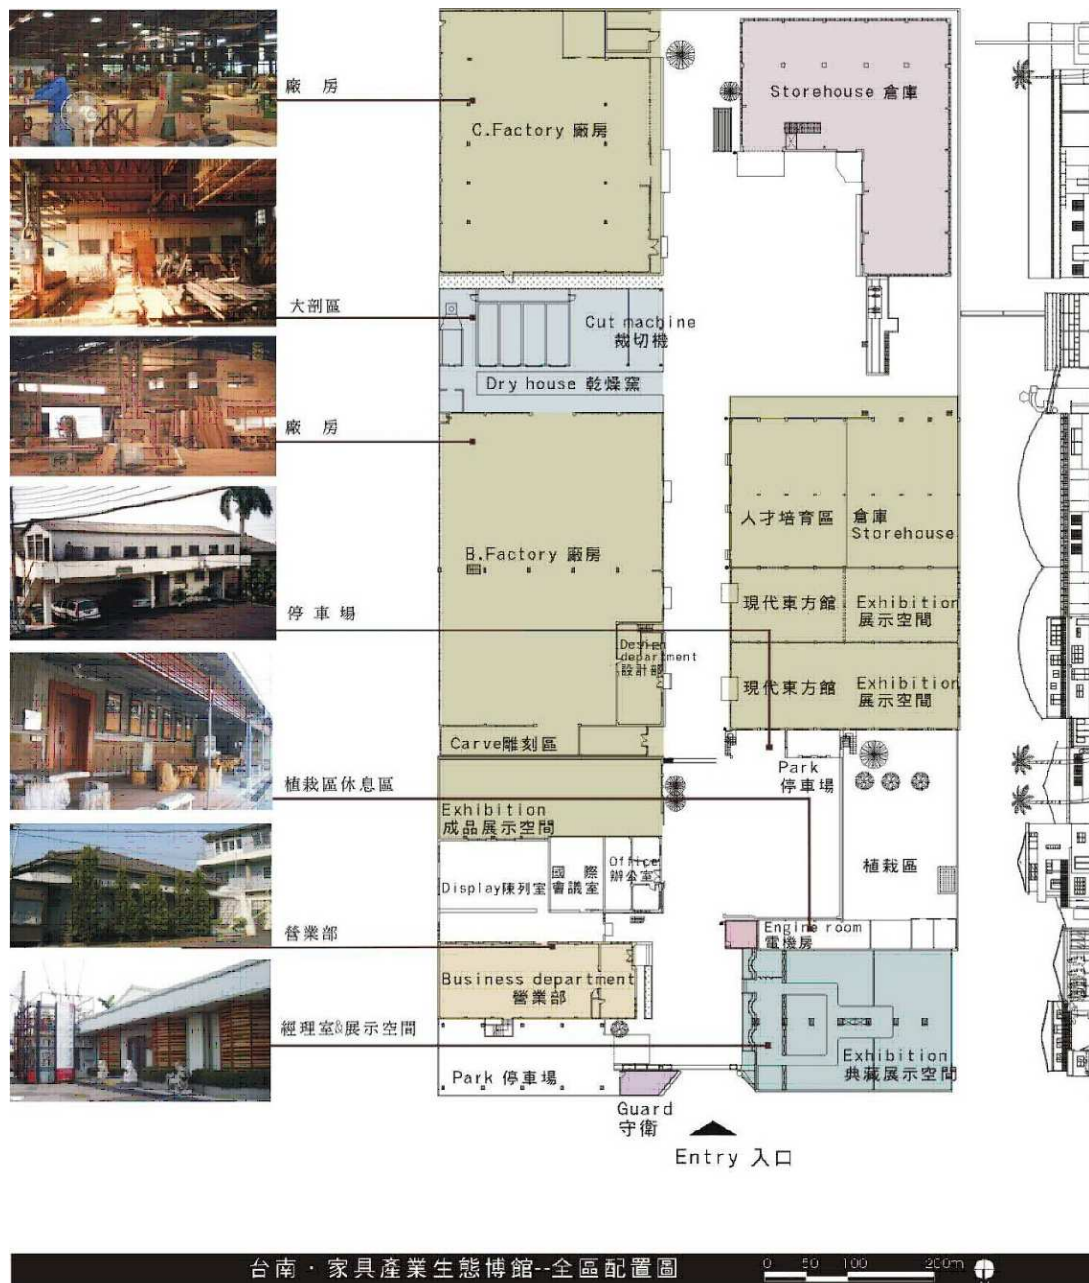 廠 房
大剖區
廠 房
停 車 場
植栽區休息區
營業部
經理室&展示空間
C.Factory 廠房
Storehouse 倉庫
Cut machine
裁切機
Dry house 乾燥窯
B.Factory 廠房
Design
department
設計部
Carve雕刻區
Exhibition
成品展示空間
Display陳列室
國 際
會議室
Office
辦公室
Business department
營業部
Park 停車場
Guard
守衛
人才培育區
倉庫
Storehouse
現代東方館
Exhibition
展示空間
現代東方館
Exhibition
展示空間
Park
停車場
植栽區
Engine room
電機房
Exhibition
典藏展示空間
Entry 入口
台南・家具產業生態博館--全區配置圖
0 50 100 200m